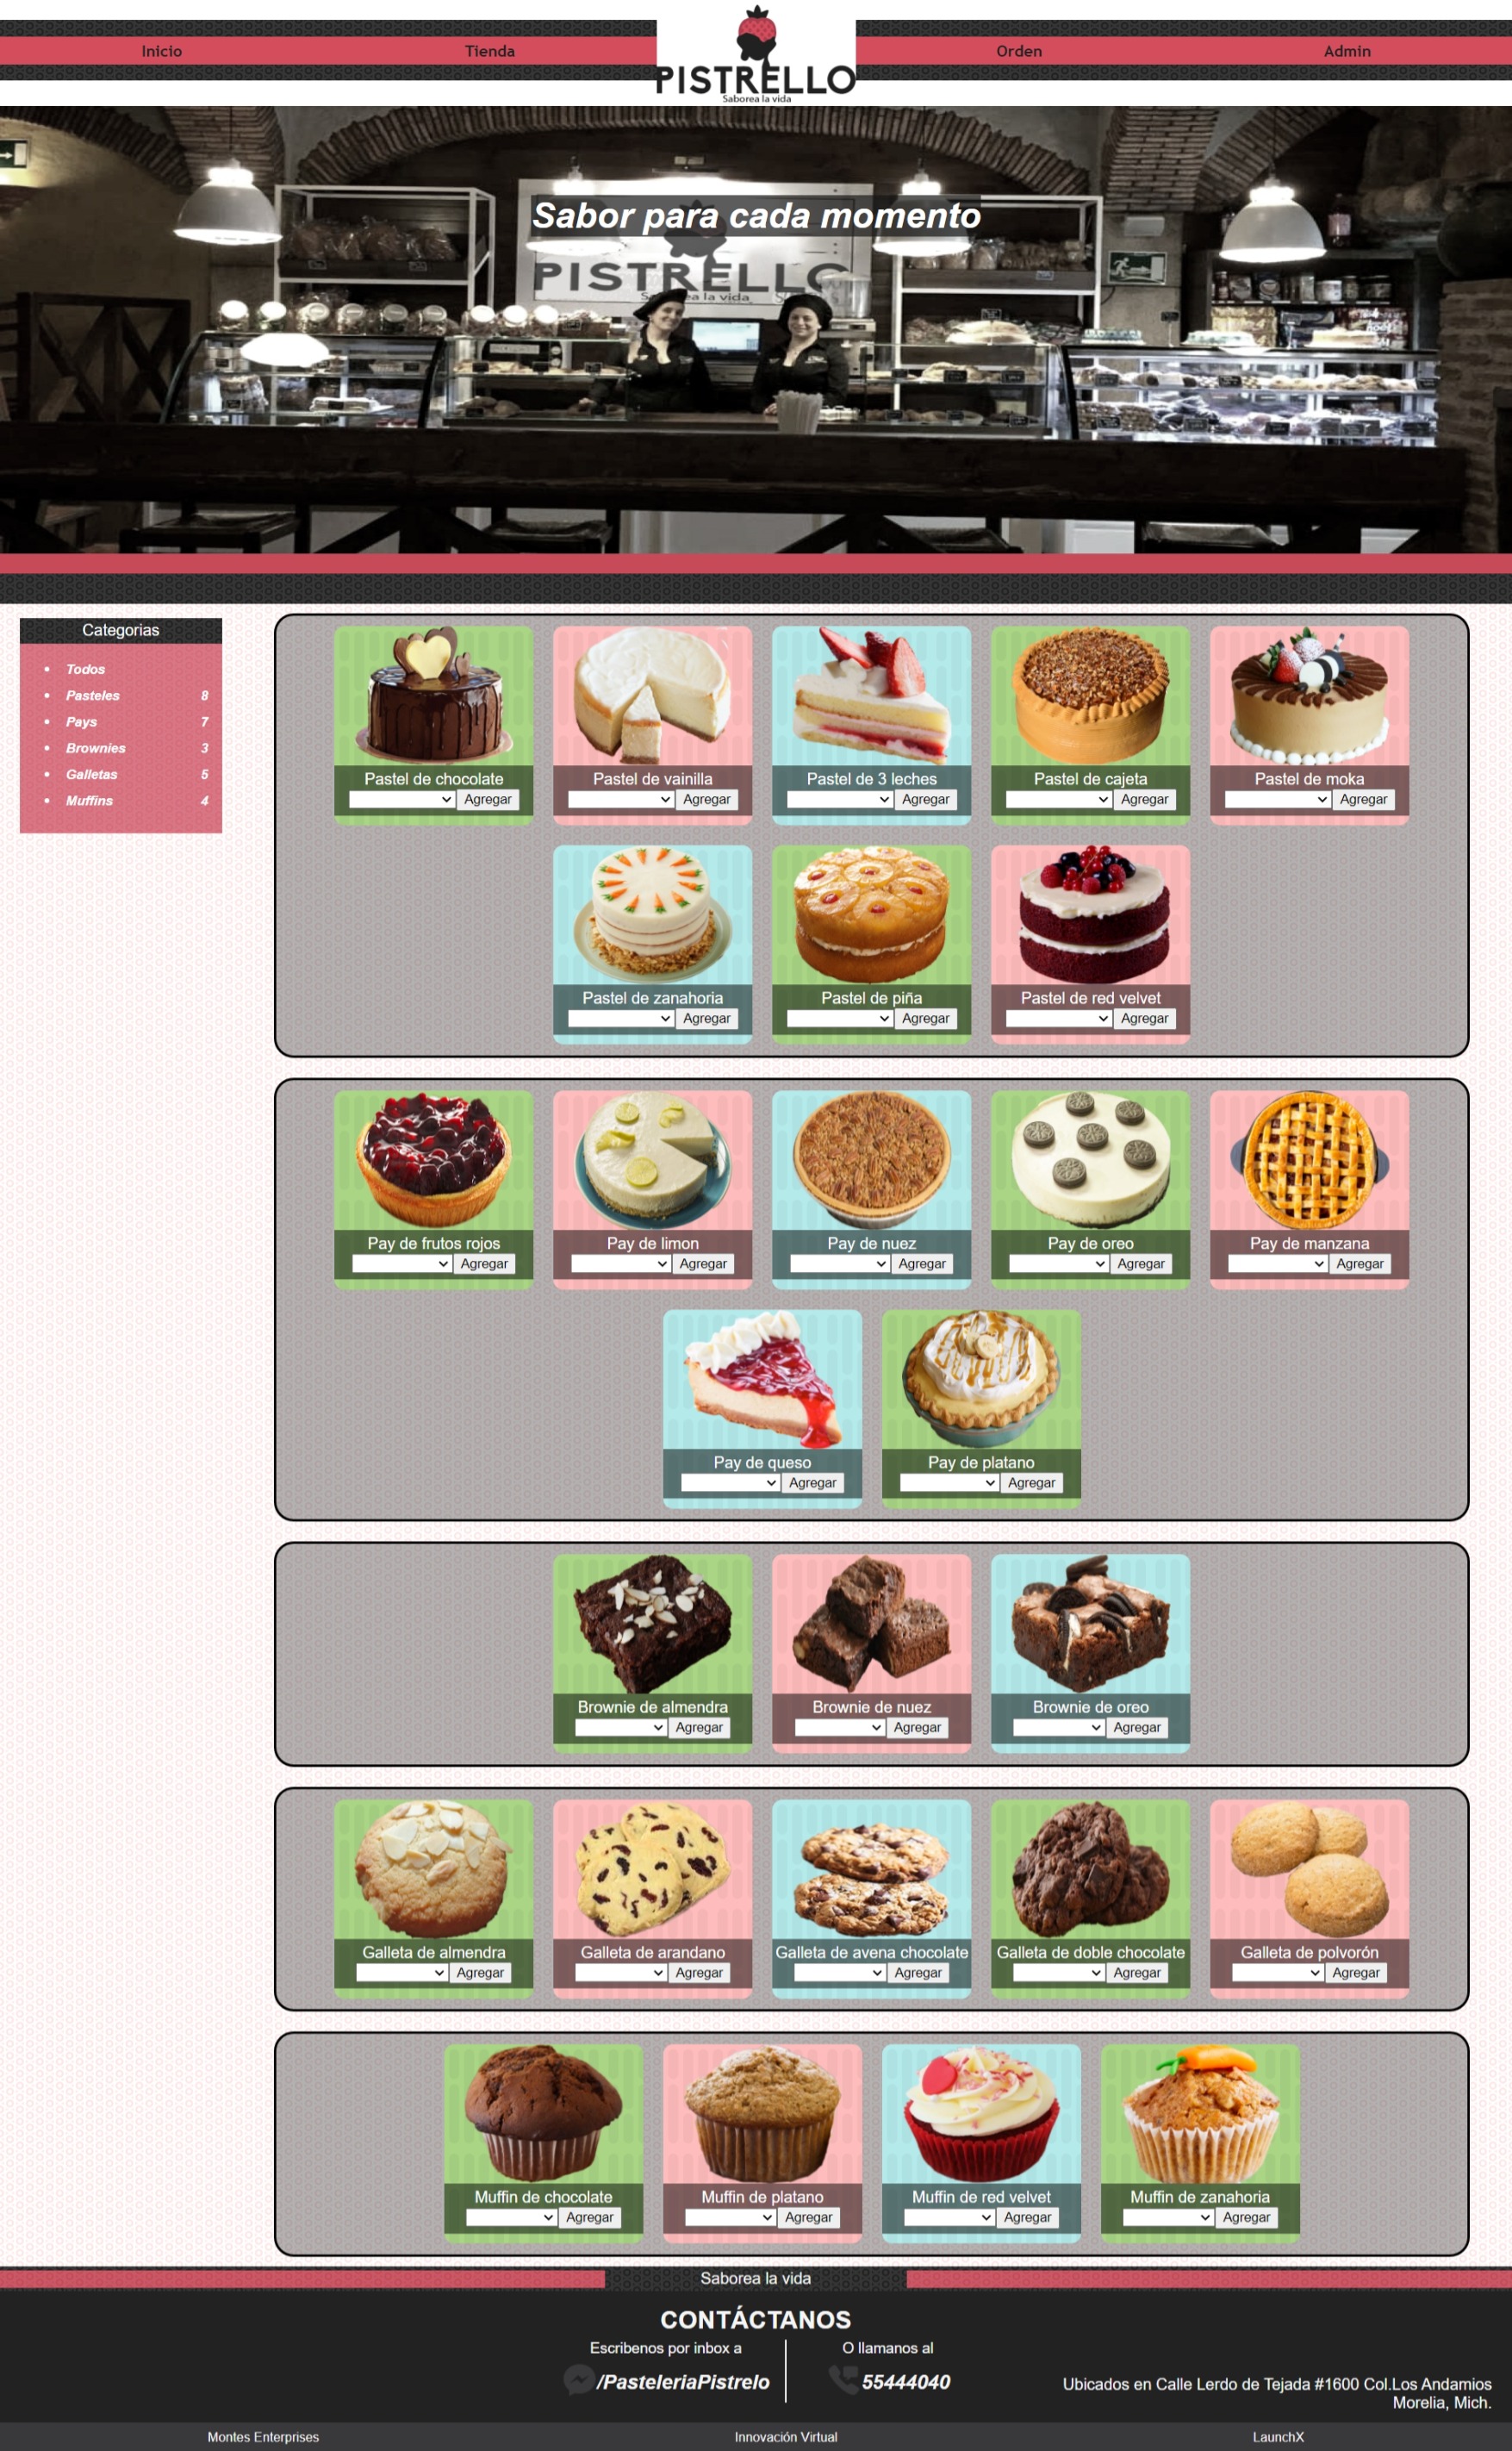 Inicio
Tienda
PISTRELLO
Saborea la vida
Orden
Admin
Sabor para cada momento
PISTRELLO
Categorias
Todos
Pasteles 8
Pays 7
Brownies 3
Galletas 5
Muffins 4
Pastel de chocolate
Agregar
Pastel de vainilla
Agregar
Pastel de 3 leches
Agregar
Pastel de cajeta
Agregar
Pastel de moka
Agregar
Pastel de zanahoria
Agregar
Pastel de piña
Agregar
Pastel de red velvet
Agregar
Pay de frutos rojos
Agregar
Pay de limon
Agregar
Pay de nuez
Agregar
Pay de oreo
Agregar
Pay de manzana
Agregar
Pay de queso
Agregar
Pay de platano
Agregar
Brownie de almendra
Agregar
Brownie de nuez
Agregar
Brownie de oreo
Agregar
Galleta de almendra
Agregar
Galleta de arandano
Agregar
Galleta de avena chocolate
Agregar
Galleta de doble chocolate
Agregar
Galleta de polvorón
Agregar
Muffin de chocolate
Agregar
Muffin de platano
Agregar
Muffin de red velvet
Agregar
Muffin de zanahoria
Agregar
Saborea la vida
CONTÁCTANOS
Escribenos por inbox a
/PasteleriaPistrelo
O llamanos al
55444040
Ubicados en Calle Lerdo de Tejada #1600 Col.Los Andamios
Morelia, Mich.
Montes Enterprises
Innovación Virtual
LaunchX